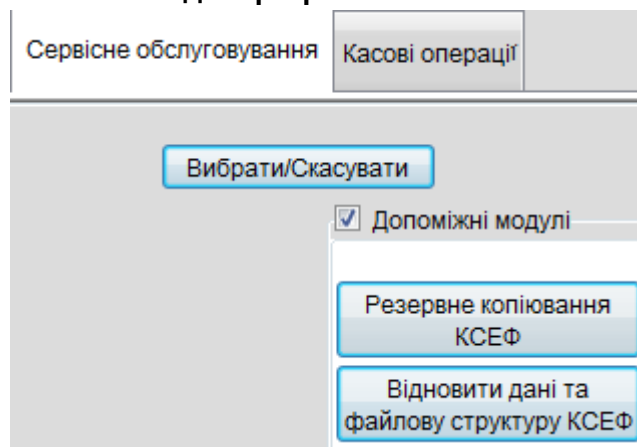 Сервісне обслуговування
Касові операції
Вибрати/Скасувати
Допоміжні модулі
Резервне копіювання
КСЕФ
Відновити дані та
файлову структуру КСЕФ